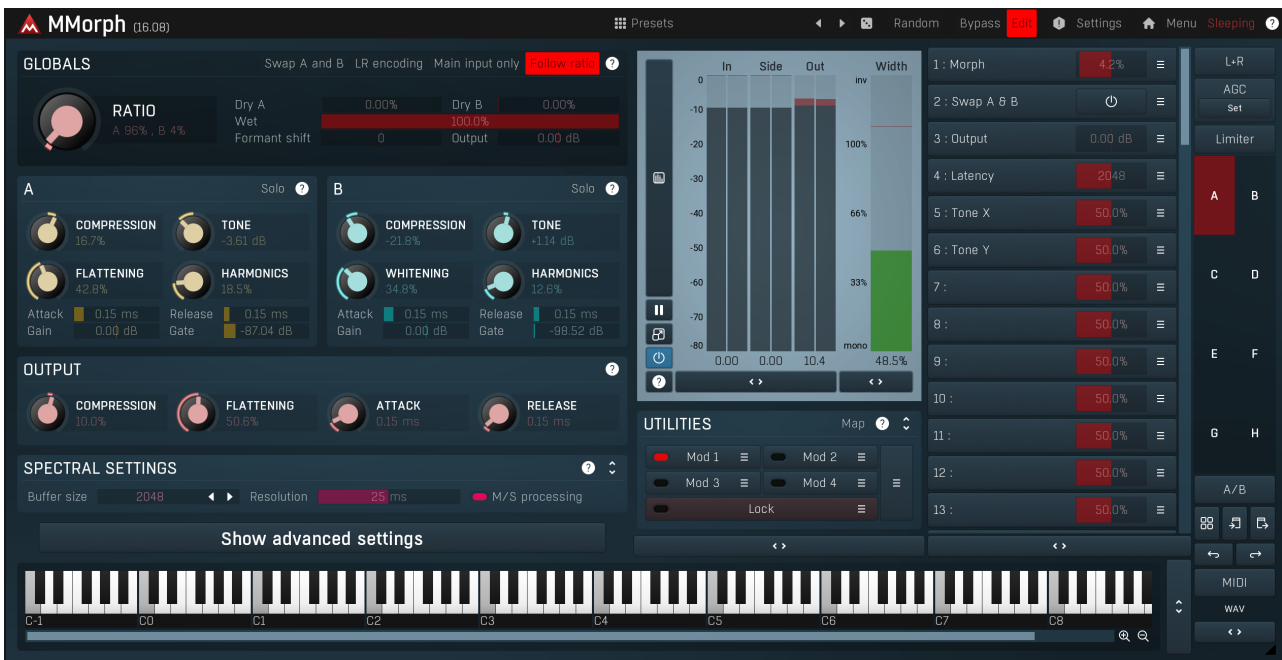 MMorph (16.08)
Presets
Random Bypass Edit Settings Menu Sleeping ?
GLOBALS
Swap A and B LR encoding Main input only Follow ratio ?
RATIO
A 96% , B 4%
Dry A 0.00% Dry B 0.00%
Wet 100.0%
Formant shift 0 Output 0.00 dB
A Solo ?
COMPRESSION 16.7%
TONE -3.61 dB
FLATTENING 42.8%
HARMONICS 18.5%
Attack 0.15 ms Release 0.15 ms
Gain 0.00 dB Gate -87.04 dB
B Solo ?
COMPRESSION -21.8%
TONE +1.14 dB
WHITENING 34.8%
HARMONICS 12.6%
Attack 0.15 ms Release 0.15 ms
Gain 0.00 dB Gate -98.52 dB
OUTPUT ?
COMPRESSION 10.0%
FLATTENING 50.6%
ATTACK 0.15 ms
RELEASE 0.15 ms
SPECTRAL SETTINGS ?
Buffer size 2048 Resolution 25 ms M/S processing
Show advanced settings
In Side Out Width
0 inv
-10
-20 100%
-30
-40 66%
-50
-60 33%
-70
-80 mono
0.00 0.00 10.4 48.5%
?
UTILITIES Map ?
Mod 1 Mod 2
Mod 3 Mod 4
Lock
1 : Morph 4.2%
2 : Swap A & B
3 : Output 0.00 dB
4 : Latency 2048
5 : Tone X 50.0%
6 : Tone Y 50.0%
7 : 50.0%
8 : 50.0%
9 : 50.0%
10 : 50.0%
11 : 50.0%
12 : 50.0%
13 : 50.0%
L+R
AGC
Set
Limiter
A B
C D
E F
G H
A/B
MIDI
WAV
C-1 C0 C1 C2 C3 C4 C5 C6 C7 C8